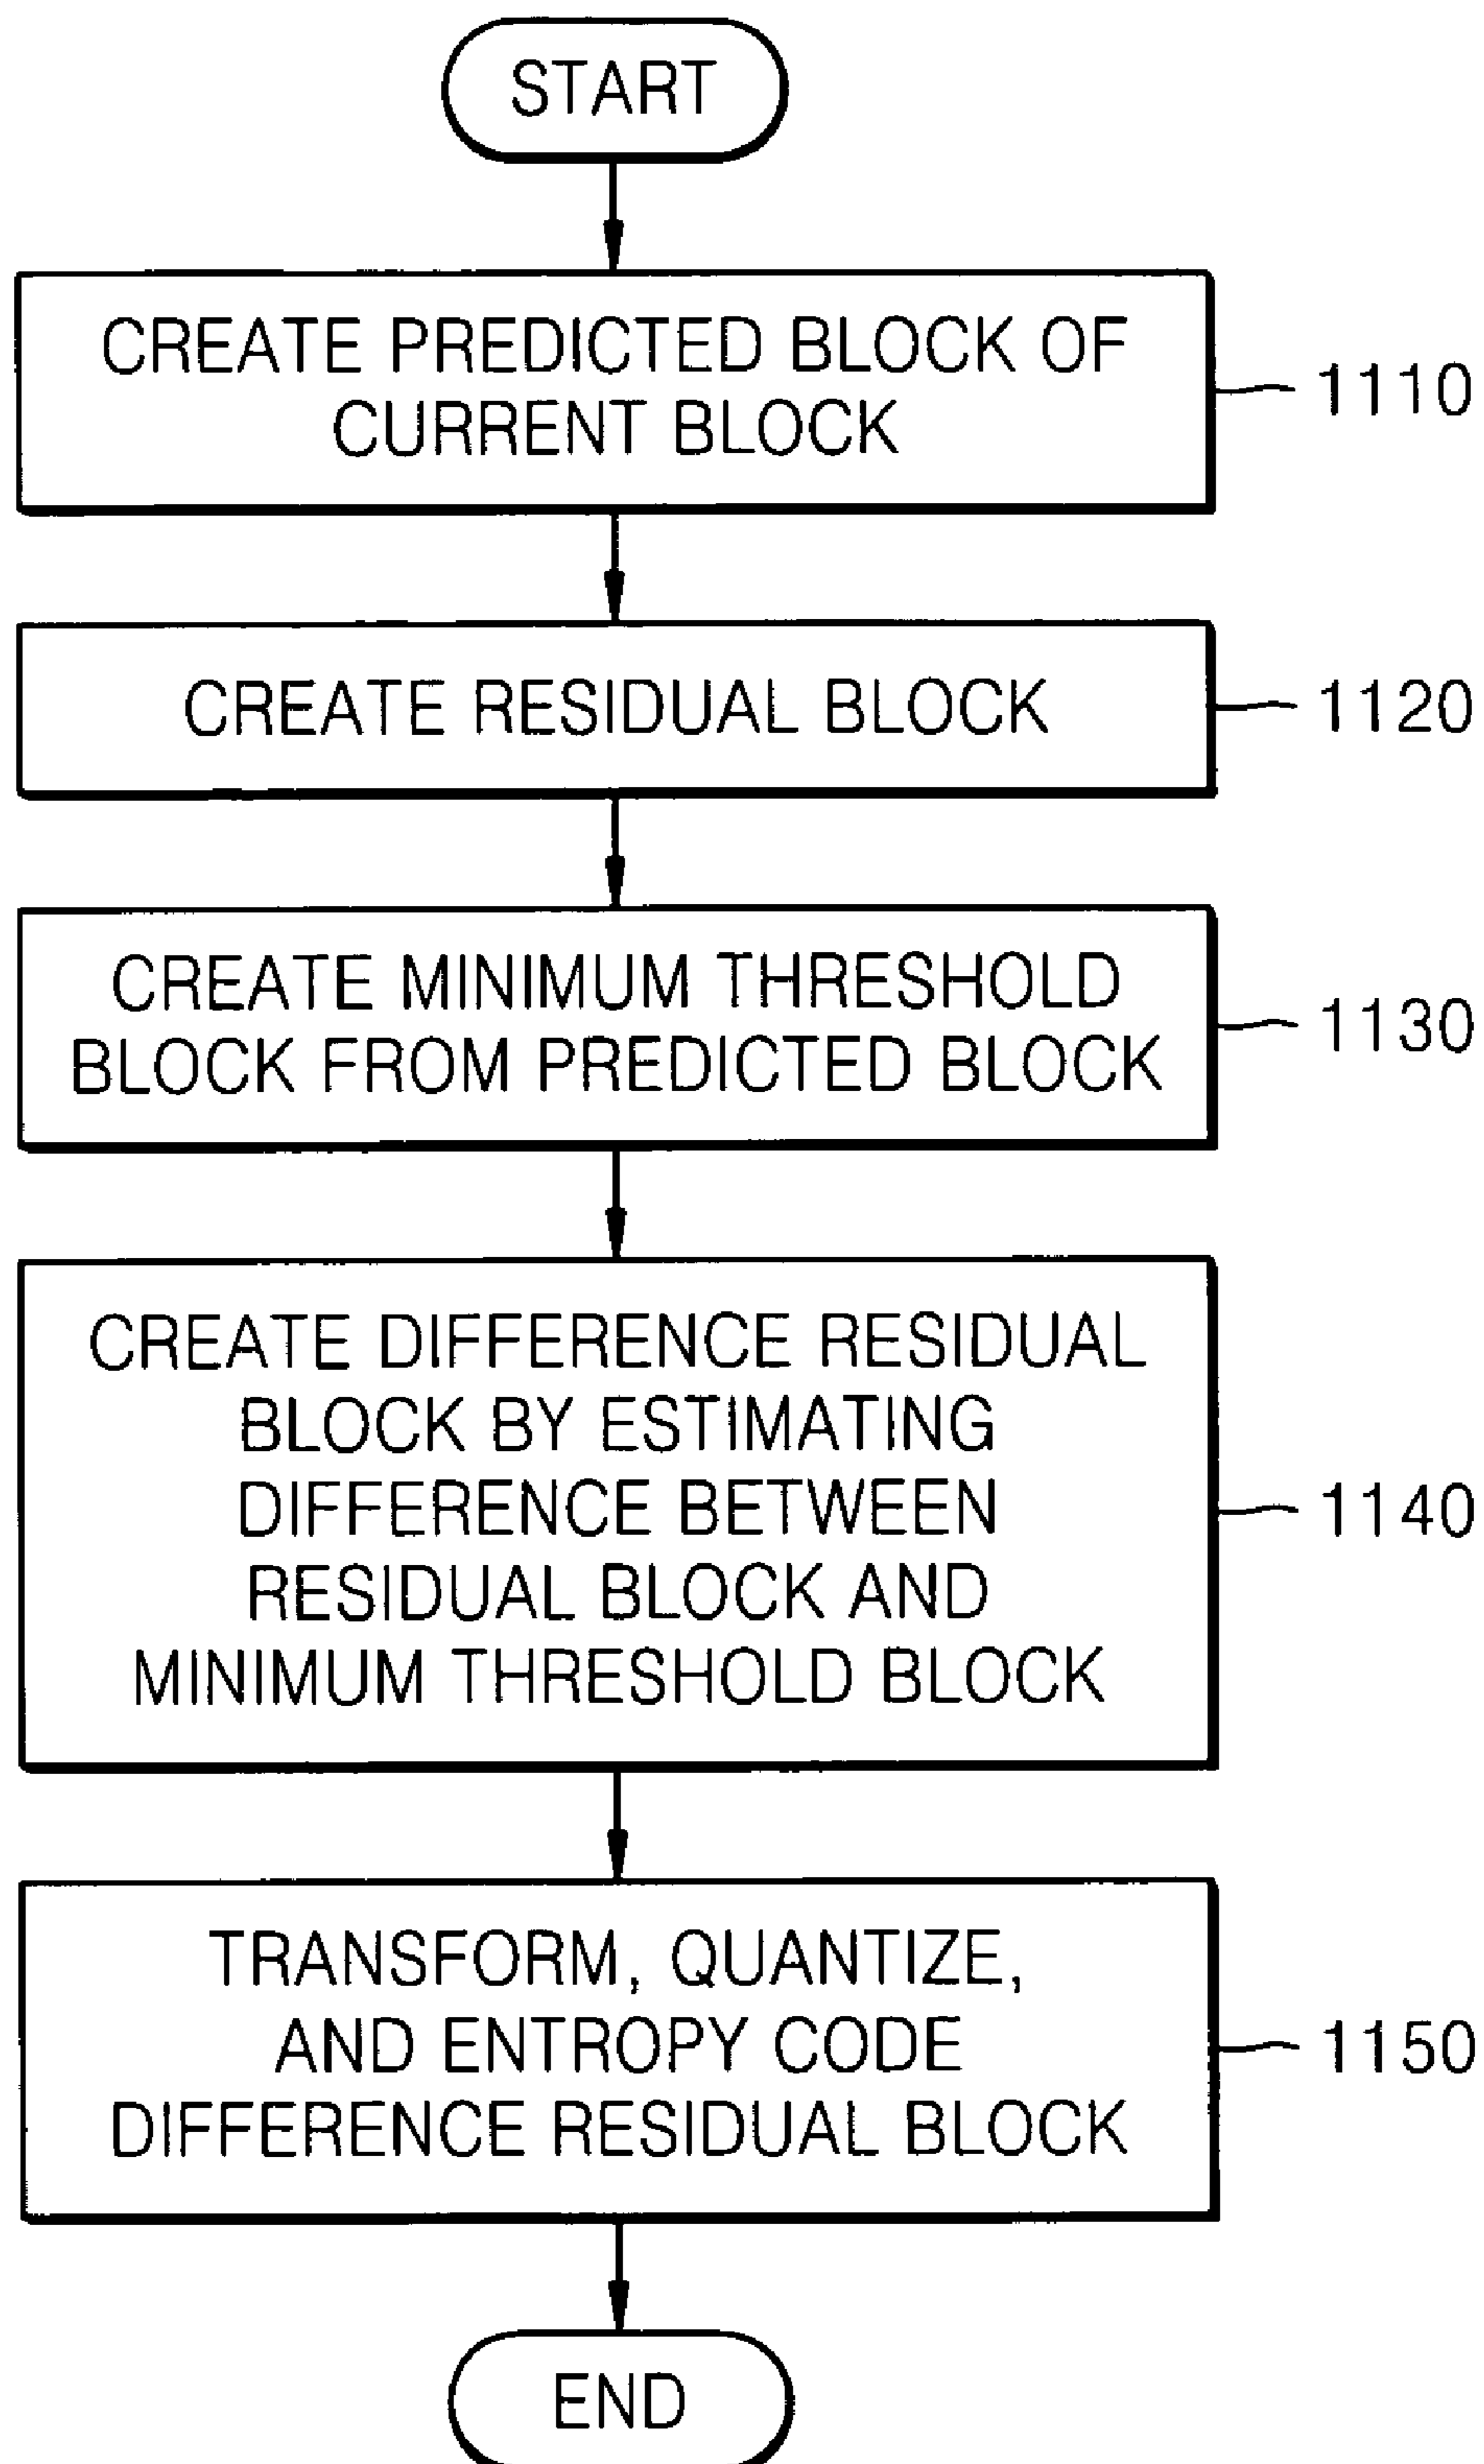 START
CREATE PREDICTED BLOCK OF
CURRENT BLOCK
1110
CREATE RESIDUAL BLOCK
1120
CREATE MINIMUM THRESHOLD
BLOCK FROM PREDICTED BLOCK
1130
CREATE DIFFERENCE RESIDUAL
BLOCK BY ESTIMATING
DIFFERENCE BETWEEN
RESIDUAL BLOCK AND
MINIMUM THRESHOLD BLOCK
1140
TRANSFORM, QUANTIZE,
AND ENTROPY CODE
DIFFERENCE RESIDUAL BLOCK
1150
END